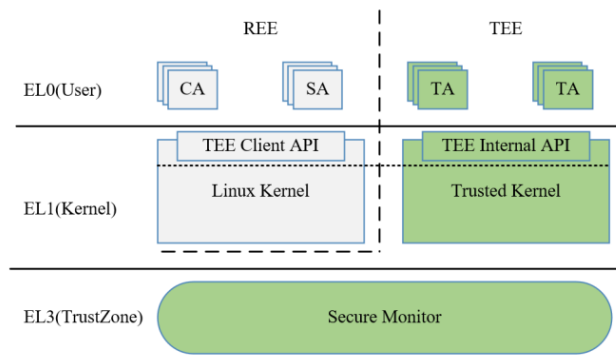 REE TEE
EL0(User) CA SA TA TA
TEE Client API TEE Internal API
Linux Kernel Trusted Kernel
EL1(Kernel)
EL3(TrustZone) Secure Monitor